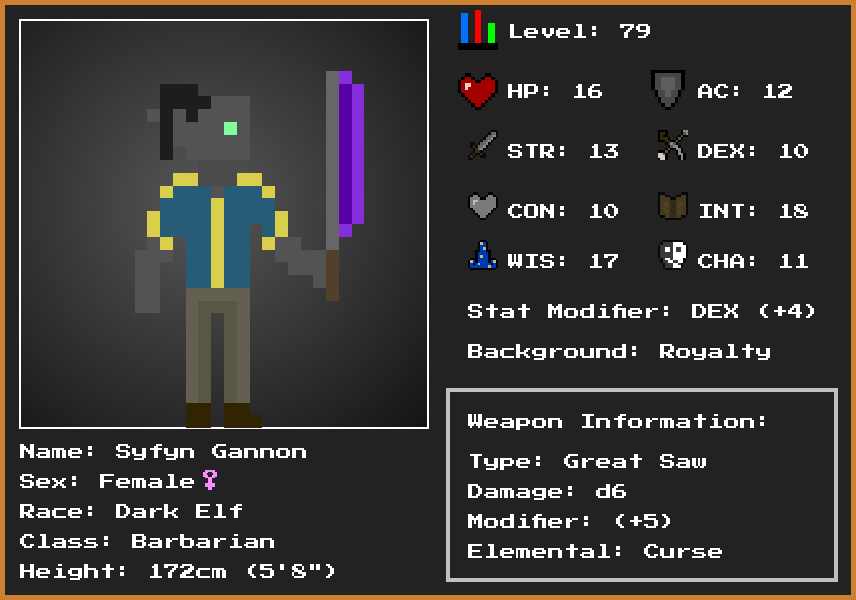 Level: 79
HP: 16
AC: 12
STR: 13
DEX: 10
CON: 10
INT: 18
WIS: 17
CHA: 11
Stat Modifier: DEX (+4)
Background: Royalty
Weapon Information:
Type: Great Saw
Damage: d6
Modifier: (+5)
Elemental: Curse
Name: Syfyn Gannon
Sex: Female♀
Race: Dark Elf
Class: Barbarian
Height: 172cm (5'8")